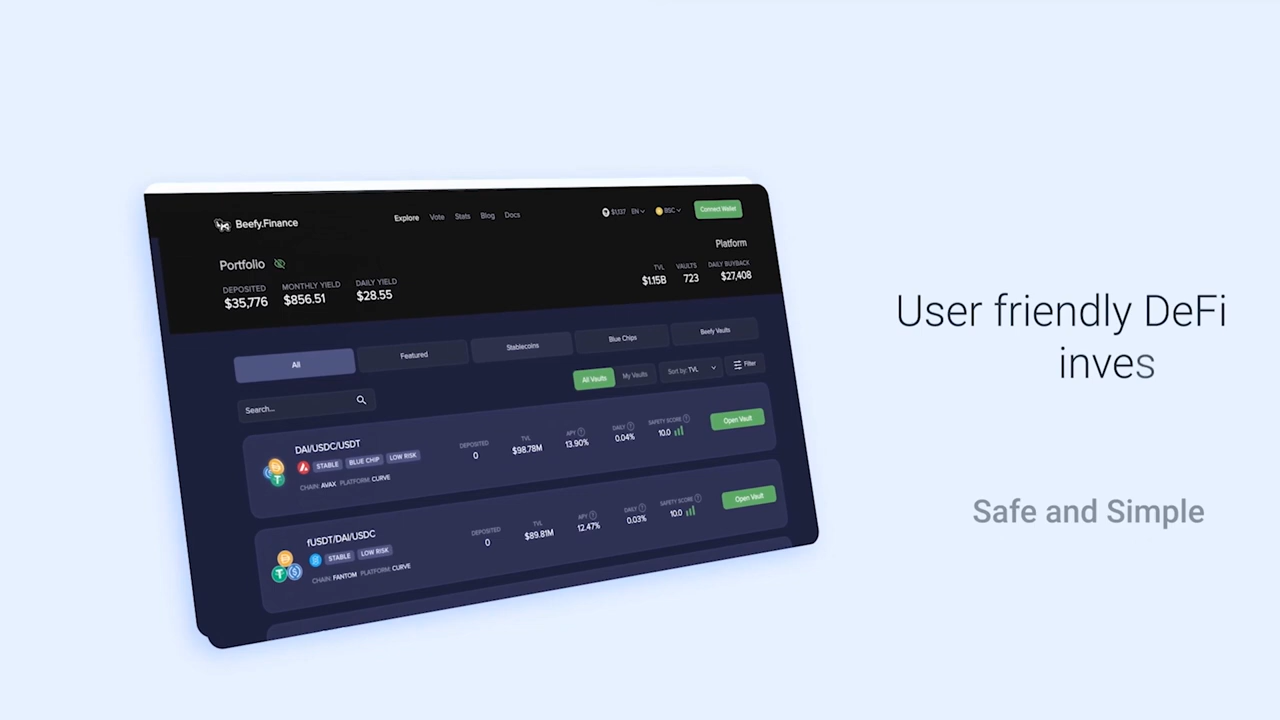 Beefy.Finance
Explore Vote Stats Blog Docs
$1,137 EN BSC Connect Wallet
Portfolio
DEPOSITED MONTHLY YIELD DAILY YIELD
$35,776 $856.51 $28.55
Platform
TVL VAULTS DAILY BUYBACK
$1.15B 723 $27,408
All Featured Stablecoins Blue Chips Beefy Vaults
Search... All Vaults My Vaults Sort by: TVL Filter
DAI/USDC/USDT
STABLE BLUE CHIP LOW RISK
CHAIN: AVAX PLATFORM: CURVE
DEPOSITED TVL APY ? DAILY ? SAFETY SCORE ?
0 $98.78M 13.90% 0.04% 10.0
Open Vault
fUSDT/DAI/USDC
STABLE LOW RISK
CHAIN: FANTOM PLATFORM: CURVE
DEPOSITED TVL APY ? DAILY ? SAFETY SCORE ?
0 $89.81M 12.47% 0.03% 10.0
Open Vault
User friendly DeFi
inves
Safe and Simple